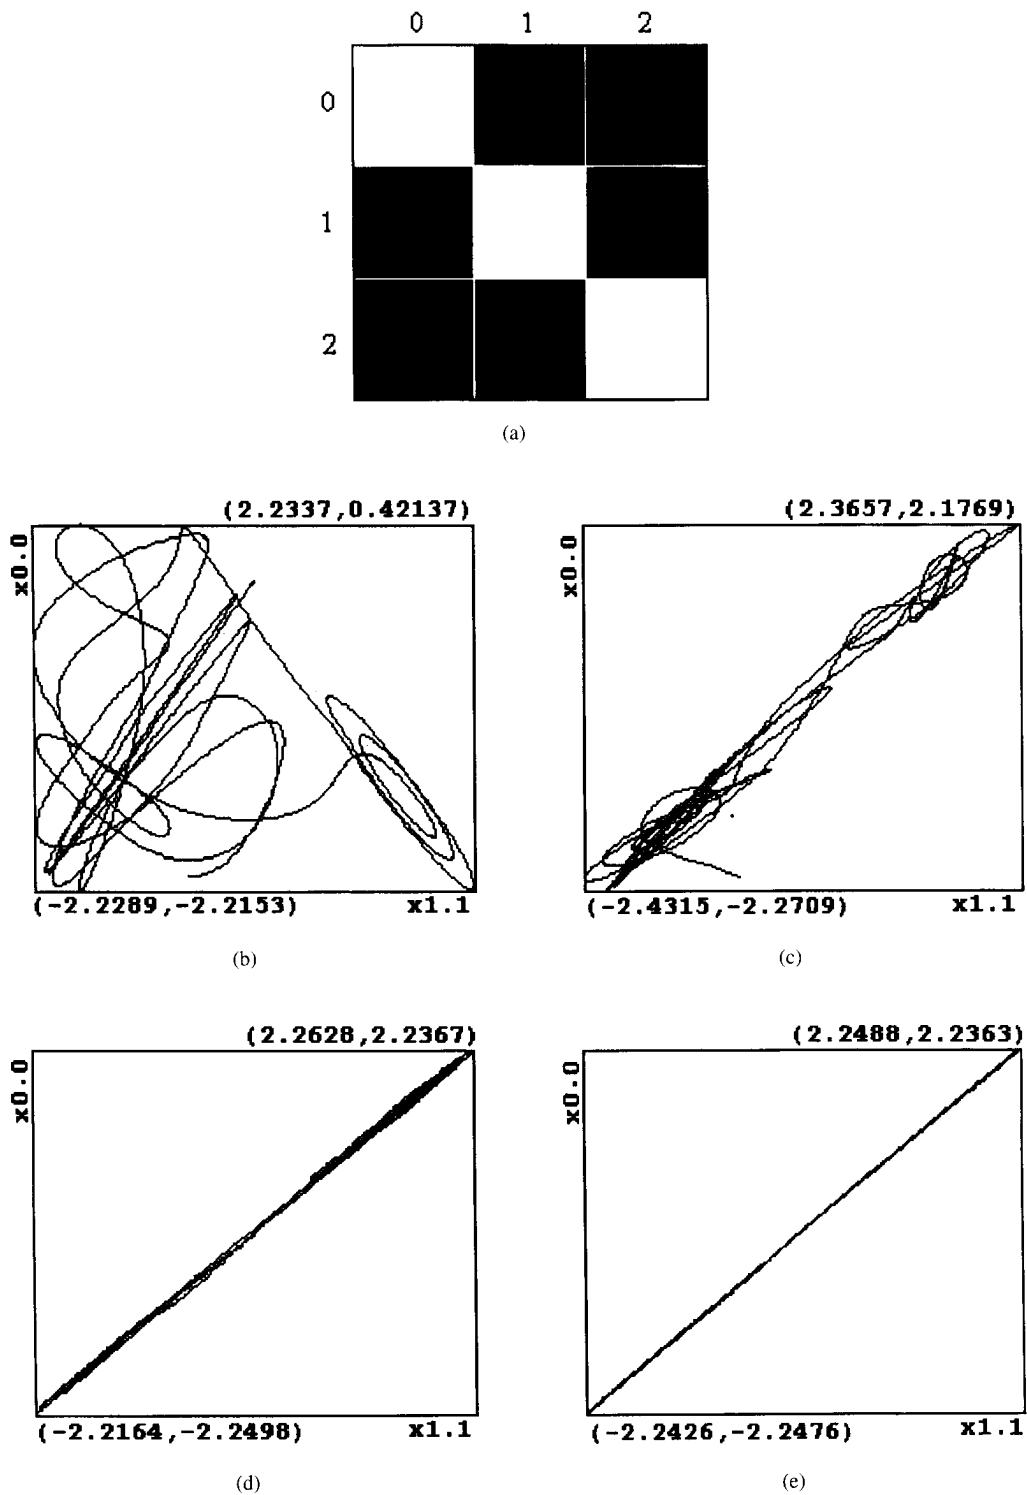 0 1 2
0
1
2
(a)
(2.2337,0.42137)
x0.0
(-2.2289,-2.2153) x1.1
(b)
(2.3657,2.1769)
x0.0
(-2.4315,-2.2709) x1.1
(c)
(2.2628,2.2367)
x0.0
(-2.2164,-2.2498) x1.1
(d)
(2.2488,2.2363)
x0.0
(-2.2426,-2.2476) x1.1
(e)